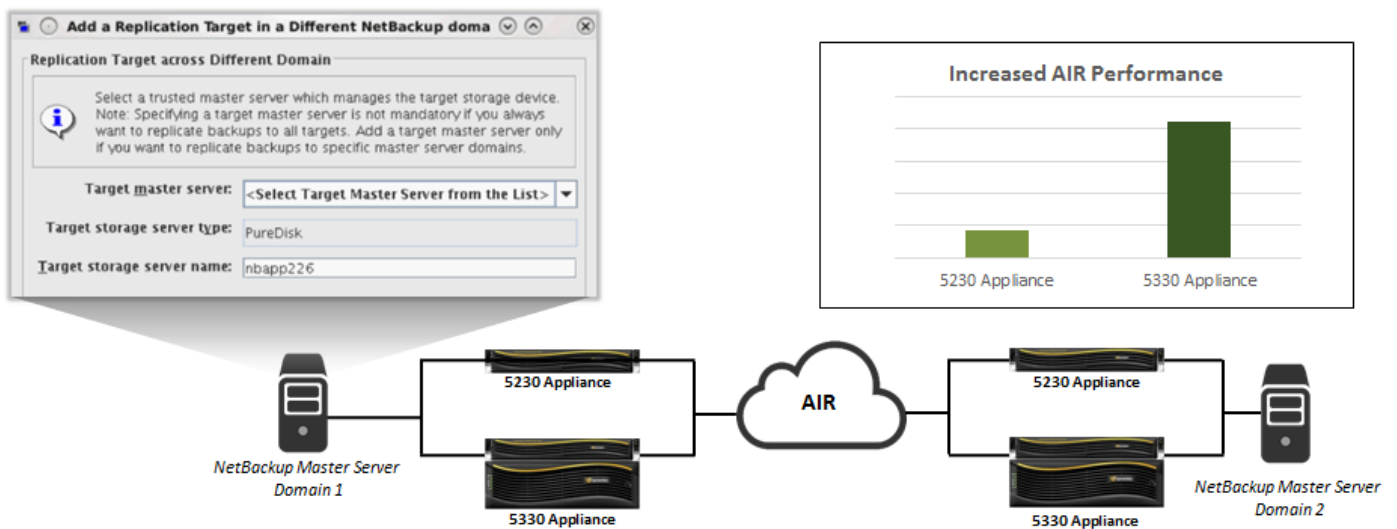 Add a Replication Target in a Different NetBackup doma
Replication Target across Different Domain
Select a trusted master server which manages the target storage device.
Note: Specifying a target master server is not mandatory if you always
want to replicate backups to all targets. Add a target master server only
if you want to replicate backups to specific master server domains.
Target master server: <Select Target Master Server from the List>
Target storage server type: PureDisk
Target storage server name: nbapp226
Increased AIR Performance
5230 Appliance
5330 Appliance
NetBackup Master Server
Domain 1
5230 Appliance
5330 Appliance
AIR
5230 Appliance
5330 Appliance
NetBackup Master Server
Domain 2